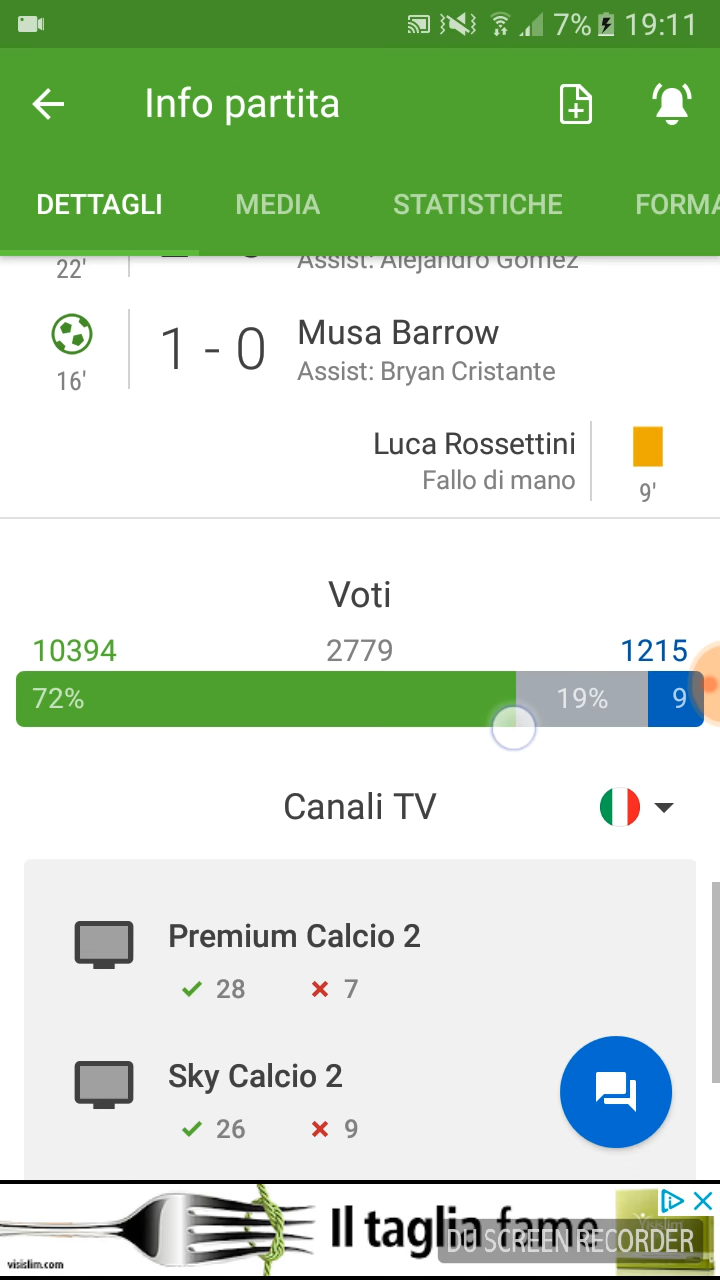 7% 19:11
Info partita
DETTAGLI MEDIA STATISTICHE FORMA
22'
Assist: Alejandro Gomez
1 - 0
Musa Barrow
16'
Assist: Bryan Cristante
Luca Rossettini
Fallo di mano
9'
Voti
10394 2779 1215
72% 19% 9
Canali TV
Premium Calcio 2
28 7
Sky Calcio 2
26 9
Il taglia fame
visislim.com
Visislim
DU SCREEN RECORDER